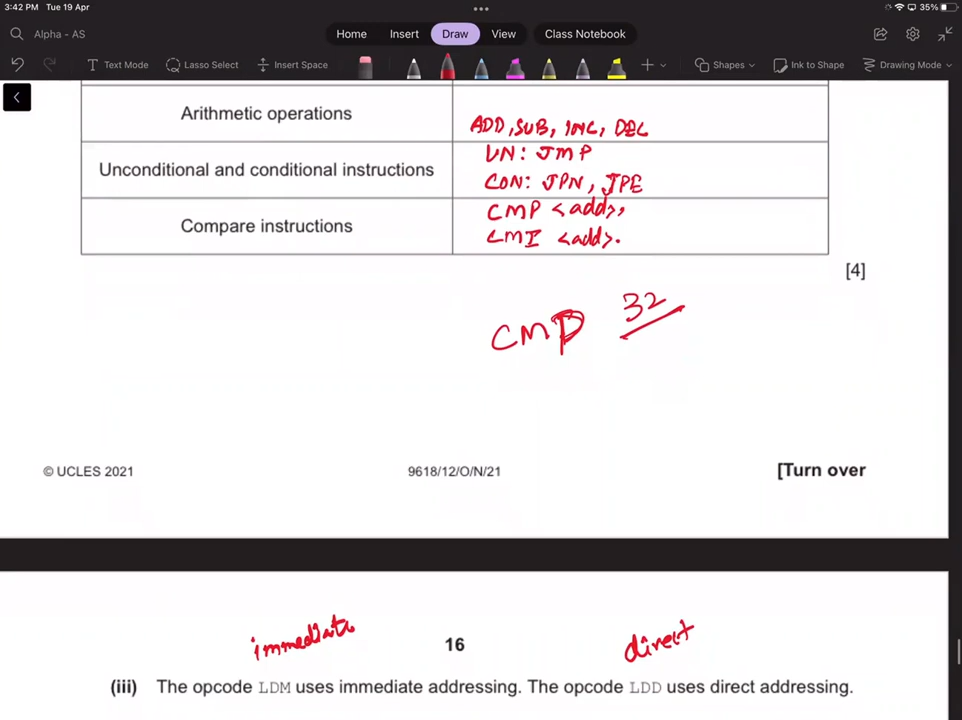 3:42 PM Tue 19 Apr
35%
Alpha - AS
Home Insert Draw View Class Notebook
Text Mode Lasso Select Insert Space Shapes Ink to Shape Drawing Mode
Arithmetic operations
ADD, SUB, INC, DEC
Unconditional and conditional instructions
UN: JMP
CON: JPN, JPE
Compare instructions
CMP <add>,
CMI <add>.
[4]
CMP 32
© UCLES 2021 9618/12/O/N/21 [Turn over
immediate 16 direct
(iii) The opcode LDM uses immediate addressing. The opcode LDD uses direct addressing.